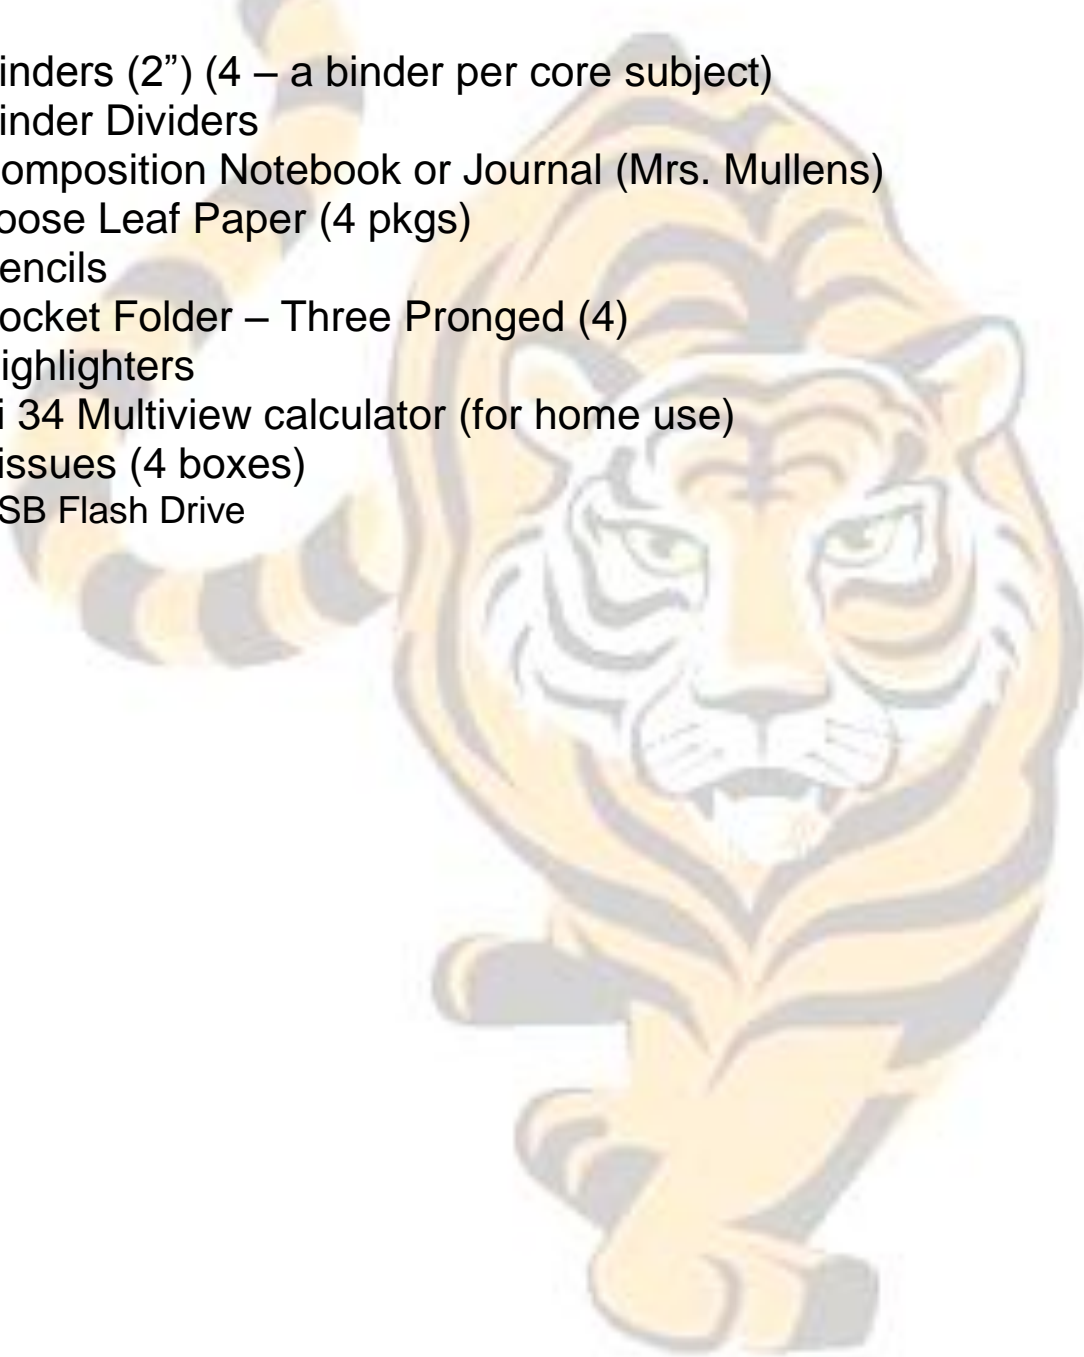 inders (2”) (4 – a binder per core subject)
inder Dividers
omposition Notebook or Journal (Mrs. Mullens)
oose Leaf Paper (4 pkgs)
encils
ocket Folder – Three Pronged (4)
ighlighters
i 34 Multiview calculator (for home use)
issues (4 boxes)
SB Flash Drive